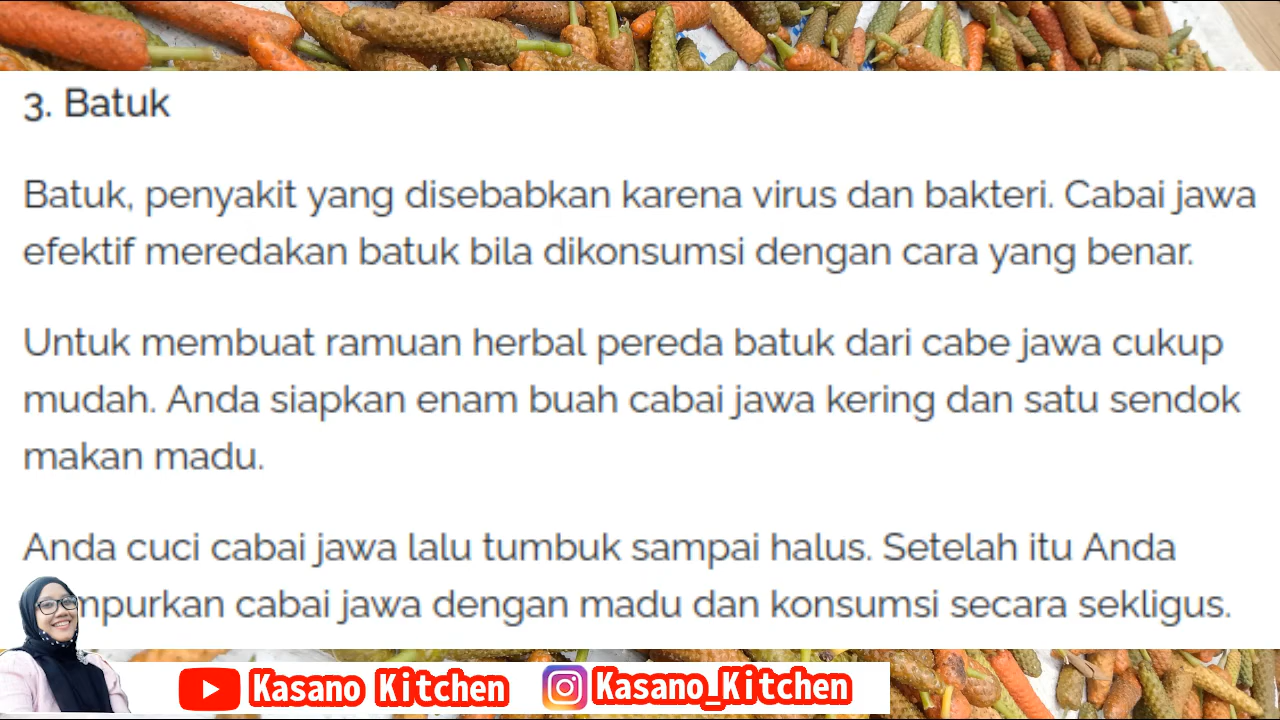 3. Batuk
Batuk, penyakit yang disebabkan karena virus dan bakteri. Cabai jawa
efektif meredakan batuk bila dikonsumsi dengan cara yang benar.
Untuk membuat ramuan herbal pereda batuk dari cabe jawa cukup
mudah. Anda siapkan enam buah cabai jawa kering dan satu sendok
makan madu.
Anda cuci cabai jawa lalu tumbuk sampai halus. Setelah itu Anda
mpurkan cabai jawa dengan madu dan konsumsi secara sekligus.
Kasano Kitchen
Kasano_Kitchen